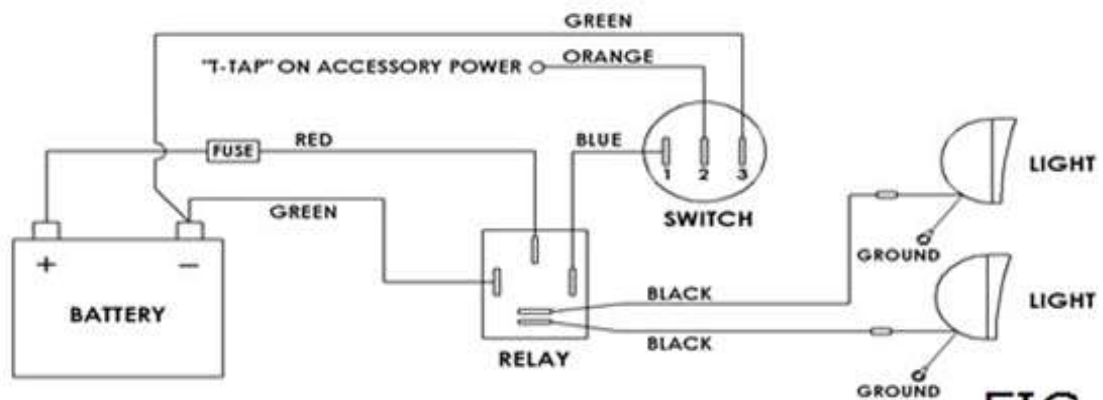 GREEN
"T-TAP" ON ACCESSORY POWER
ORANGE
FUSE
RED
BLUE
1 2 3
LIGHT
SWITCH
GREEN
GROUND
+ −
BATTERY
BLACK
LIGHT
BLACK
RELAY
GROUND